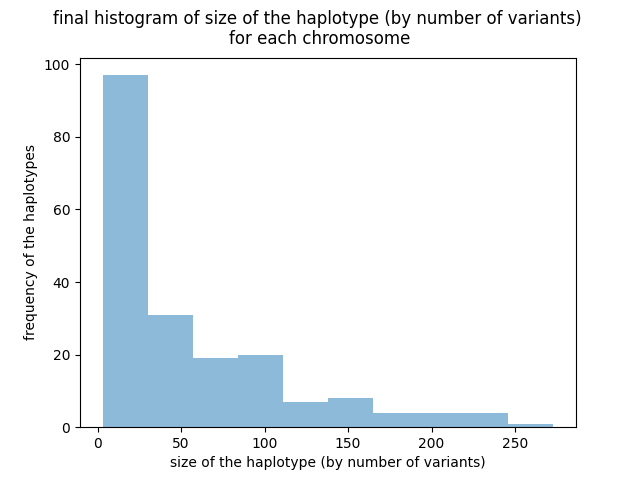 final histogram of size of the haplotype (by number of variants)
for each chromosome
100
80
60
40
20
0
frequency of the haplotypes
0 50 100 150 200 250
size of the haplotype (by number of variants)